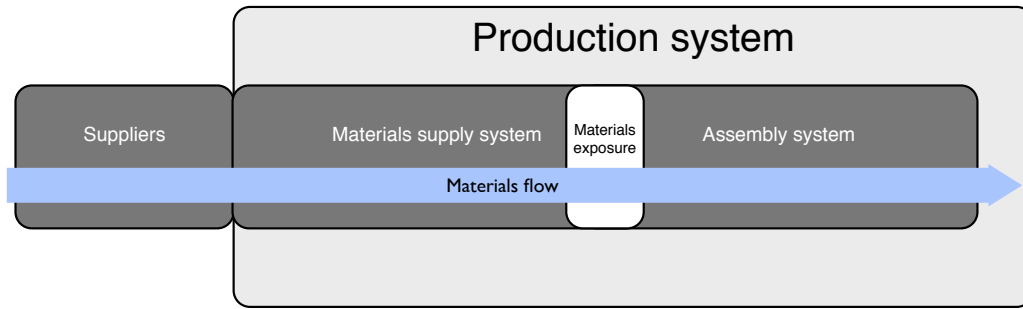 Production system
Suppliers
Materials supply system
Materials
exposure
Assembly system
Materials flow